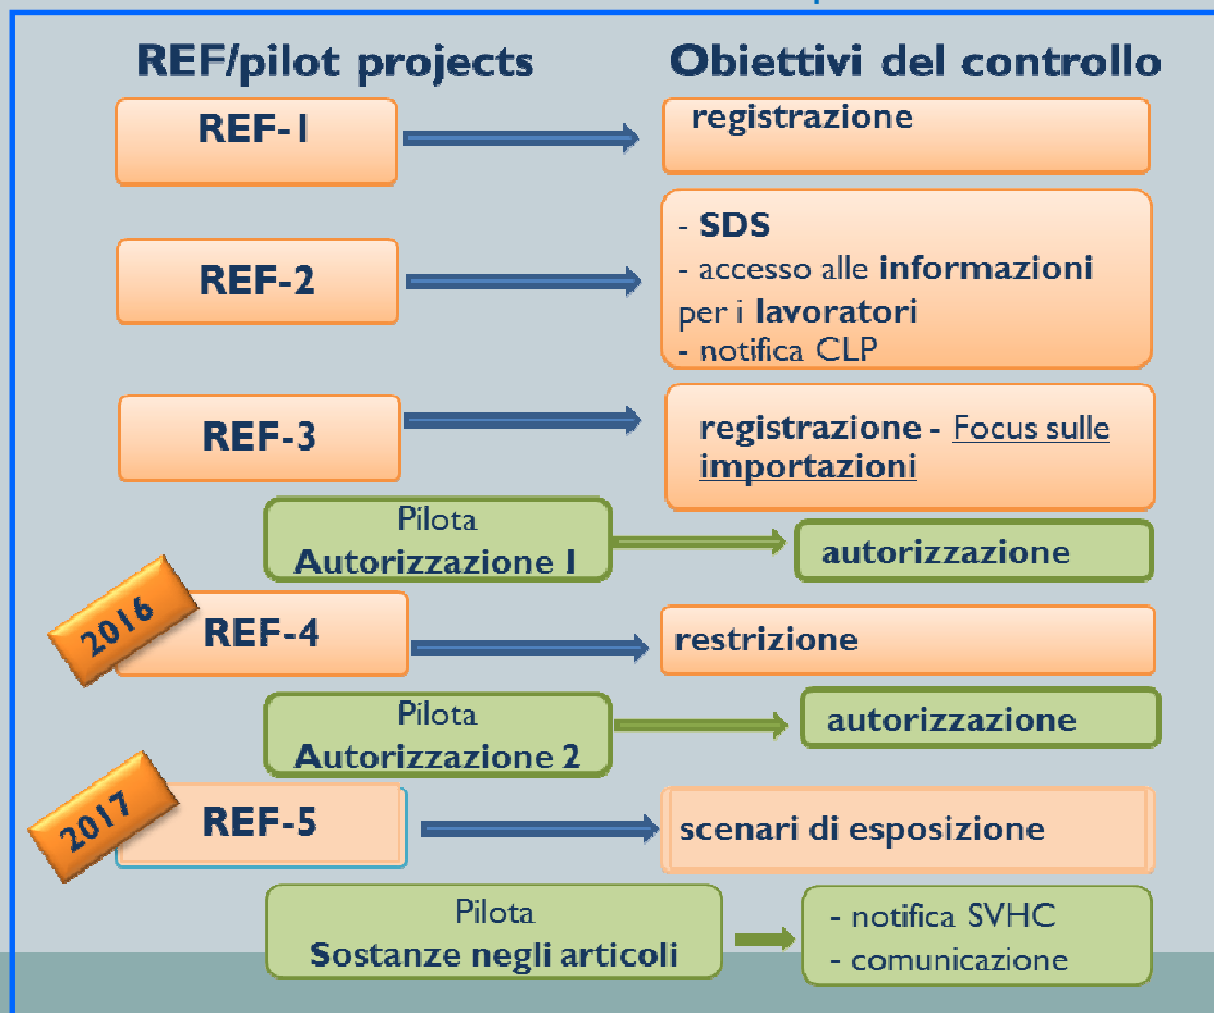 REF/pilot projects
Obiettivi del controllo
REF-1
registrazione
REF-2
- SDS
- accesso alle informazioni
per i lavoratori
- notifica CLP
REF-3
registrazione - Focus sulle
importazioni
Pilota
Autorizzazione 1
autorizzazione
2016
REF-4
restrizione
Pilota
Autorizzazione 2
autorizzazione
2017
REF-5
scenari di esposizione
Pilota
Sostanze negli articoli
- notifica SVHC
- comunicazione